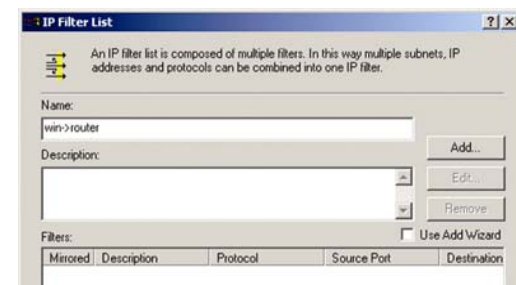 IP Filter List
An IP filter list is composed of multiple filters. In this way multiple subnets, IP
addresses and protocols can be combined into one IP filter.
Name:
win->router
Add...
Description:
Edit...
Remove
Filters:
Use Add Wizard
Mirrored Description Protocol Source Port Destination